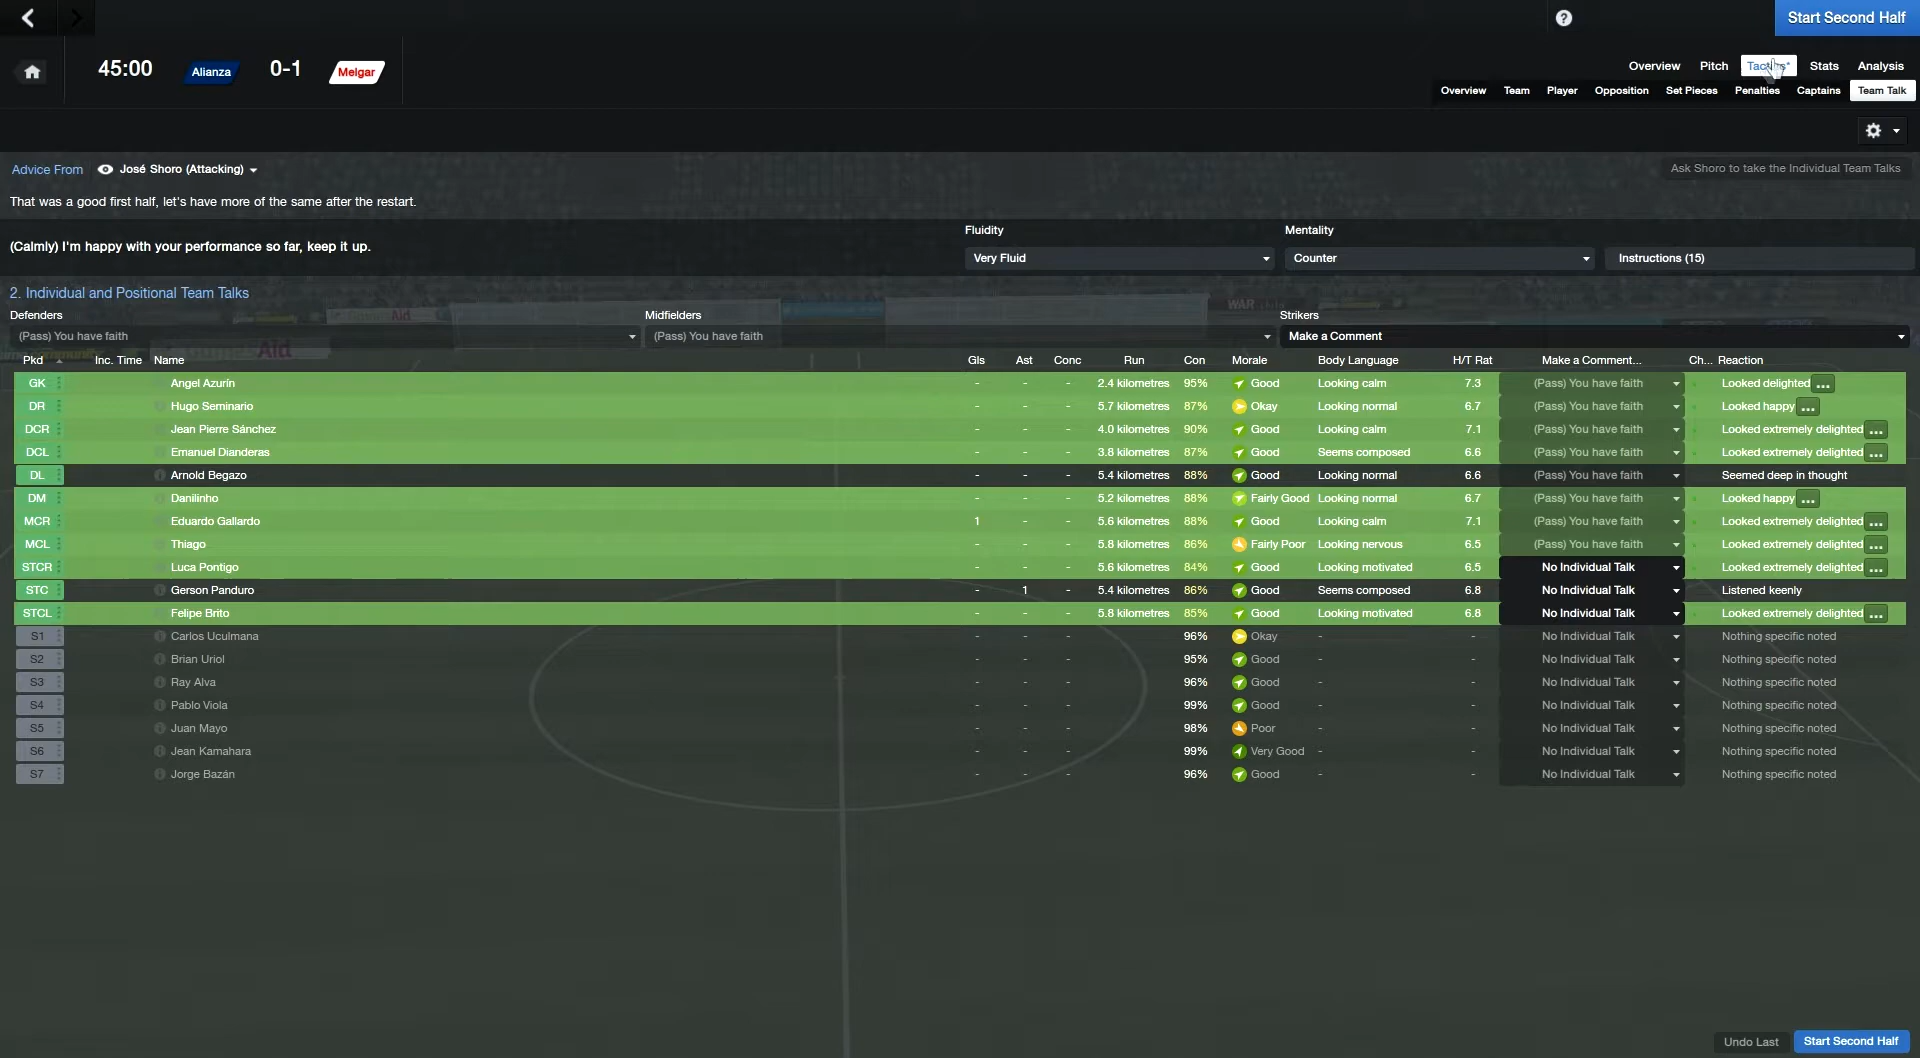 Start Second Half
45:00 Alianza 0-1 Melgar
Overview Pitch Tactics* Stats Analysis
Overview Team Player Opposition Set Pieces Penalties Captains Team Talk
Advice From José Shoro (Attacking) Ask Shoro to take the Individual Team Talks
That was a good first half, let's have more of the same after the restart.
Fluidity Mentality
(Calmly) I'm happy with your performance so far, keep it up.
Very Fluid Counter Instructions (15)
2. Individual and Positional Team Talks
Defenders Midfielders Strikers
(Pass) You have faith (Pass) You have faith Make a Comment
Pkd Inc. Time Name Gls Ast Conc Run Con Morale Body Language H/T Rat Make a Comment... Ch... Reaction
GK Angel Azurín - - - 2.4 kilometres 95% Good Looking calm 7.3 (Pass) You have faith Looked delighted ...
DR Hugo Seminario - - - 5.7 kilometres 87% Okay Looking normal 6.7 (Pass) You have faith Looked happy ...
DCR Jean Pierre Sánchez - - - 4.0 kilometres 90% Good Looking calm 7.1 (Pass) You have faith Looked extremely delighted ...
DCL Emanuel Dianderas - - - 3.8 kilometres 87% Good Seems composed 6.6 (Pass) You have faith Looked extremely delighted ...
DL Arnold Begazo - - - 5.4 kilometres 88% Good Looking normal 6.6 (Pass) You have faith Seemed deep in thought
DM Danilinho - - - 5.2 kilometres 88% Fairly Good Looking normal 6.7 (Pass) You have faith Looked happy ...
MCR Eduardo Gallardo 1 - - 5.6 kilometres 88% Good Looking calm 7.1 (Pass) You have faith Looked extremely delighted ...
MCL Thiago - - - 5.8 kilometres 86% Fairly Poor Looking nervous 6.5 (Pass) You have faith Looked extremely delighted ...
STCR Luca Pontigo - - - 5.6 kilometres 84% Good Looking motivated 6.5 No Individual Talk Looked extremely delighted ...
STC Gerson Panduro - 1 - 5.4 kilometres 86% Good Seems composed 6.8 No Individual Talk Listened keenly
STCL Felipe Brito - - - 5.8 kilometres 85% Good Looking motivated 6.8 No Individual Talk Looked extremely delighted ...
S1 Carlos Uculmana - - - 96% Okay - - No Individual Talk Nothing specific noted
S2 Brian Uriol - - - 95% Good - - No Individual Talk Nothing specific noted
S3 Ray Alva - - - 96% Good - - No Individual Talk Nothing specific noted
S4 Pablo Viola - - - 99% Good - - No Individual Talk Nothing specific noted
S5 Juan Mayo - - - 98% Poor - - No Individual Talk Nothing specific noted
S6 Jean Kamahara - - - 99% Very Good - - No Individual Talk Nothing specific noted
S7 Jorge Bazán - - - 96% Good - - No Individual Talk Nothing specific noted
Undo Last Start Second Half